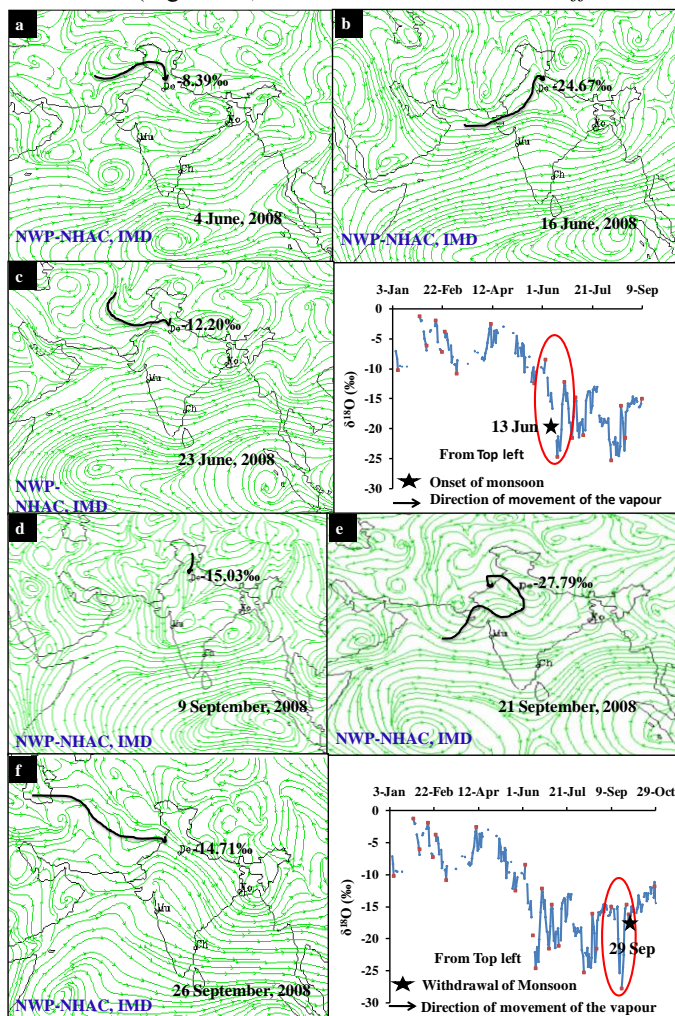 a
-8.39‰
De
Ko
Mu
Ch
4 June, 2008
NWP-NHAC, IMD
b
-24.67‰
De
Ko
Mu
Ch
16 June, 2008
NWP-NHAC, IMD
c
-12.20‰
De
Ko
Mu
Ch
23 June, 2008
NWP-
NHAC, IMD
3-Jan 22-Feb 12-Apr 1-Jun 21-Jul 9-Sep
0
-5
-10
-15
-20
-25
-30
δ18O (‰)
13 Jun
From Top left
Onset of monsoon
Direction of movement of the vapour
d
-15.03‰
De
Ko
Mu
Ch
9 September, 2008
NWP-NHAC, IMD
e
-27.79‰
De
Ko
Mu
Ch
21 September, 2008
NWP-NHAC, IMD
f
-14.71‰
De
Ko
Mu
Ch
26 September, 2008
NWP-NHAC, IMD
3-Jan 22-Feb 12-Apr 1-Jun 21-Jul 9-Sep 29-Oct
0
-5
-10
-15
-20
-25
-30
δ18O (‰)
29 Sep
From Top left
Withdrawal of Monsoon
Direction of movement of the vapour